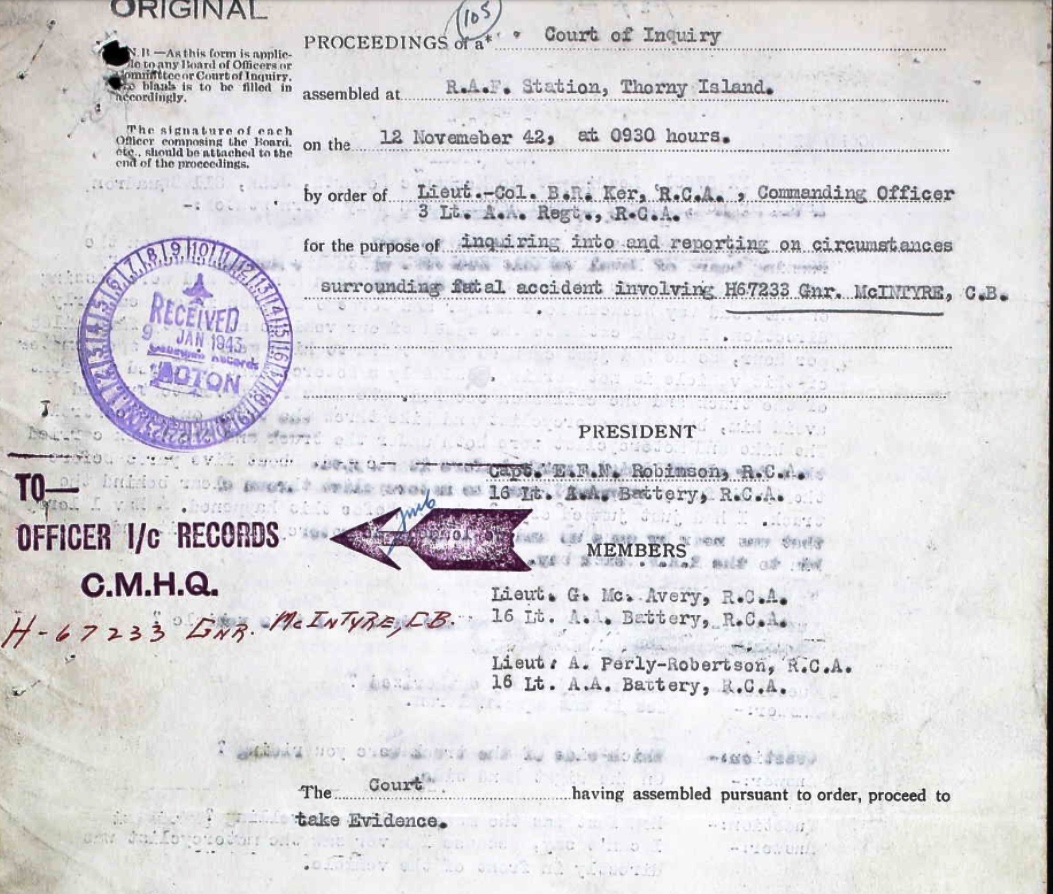 ORIGINAL
(105)
N.B.—As this form is applic-
to any Board of Officers or
Committee or Court of Inquiry,
blank is to be filled in
accordingly.
The signature of each
Officer composing the Board,
etc., should be attached to the
end of the proceedings.
PROCEEDINGS of a* Court of Inquiry
assembled at R.A.F. Station, Thorny Island.
on the 12 Novemeber 42, at 0930 hours.
by order of Lieut.-Col. B.R. Ker, R.C.A. , Commanding Officer
3 Lt. A.A. Regt., R.C.A.
for the purpose of inquiring into and reporting on circumstances
surrounding fatal accident involving H67233 Gnr. McINTYRE, C.B.
RECEIVED
9 JAN 1943
RECORDS
ACTON
PRESIDENT
Capt. E.F.N. Robimson, R.C.A.
16 Lt. A.A. Battery, R.C.A.
TO—
OFFICER I/c RECORDS
C.M.H.Q.
H-67233 GNR. McINTYRE, CB.
MEMBERS
Lieut. G. Mc. Avery, R.C.A.
16 Lt. A.A. Battery, R.C.A.
Lieut. A. Perly-Robertson, R.C.A.
16 Lt. A.A. Battery, R.C.A.
The Court having assembled pursuant to order, proceed to
take Evidence.